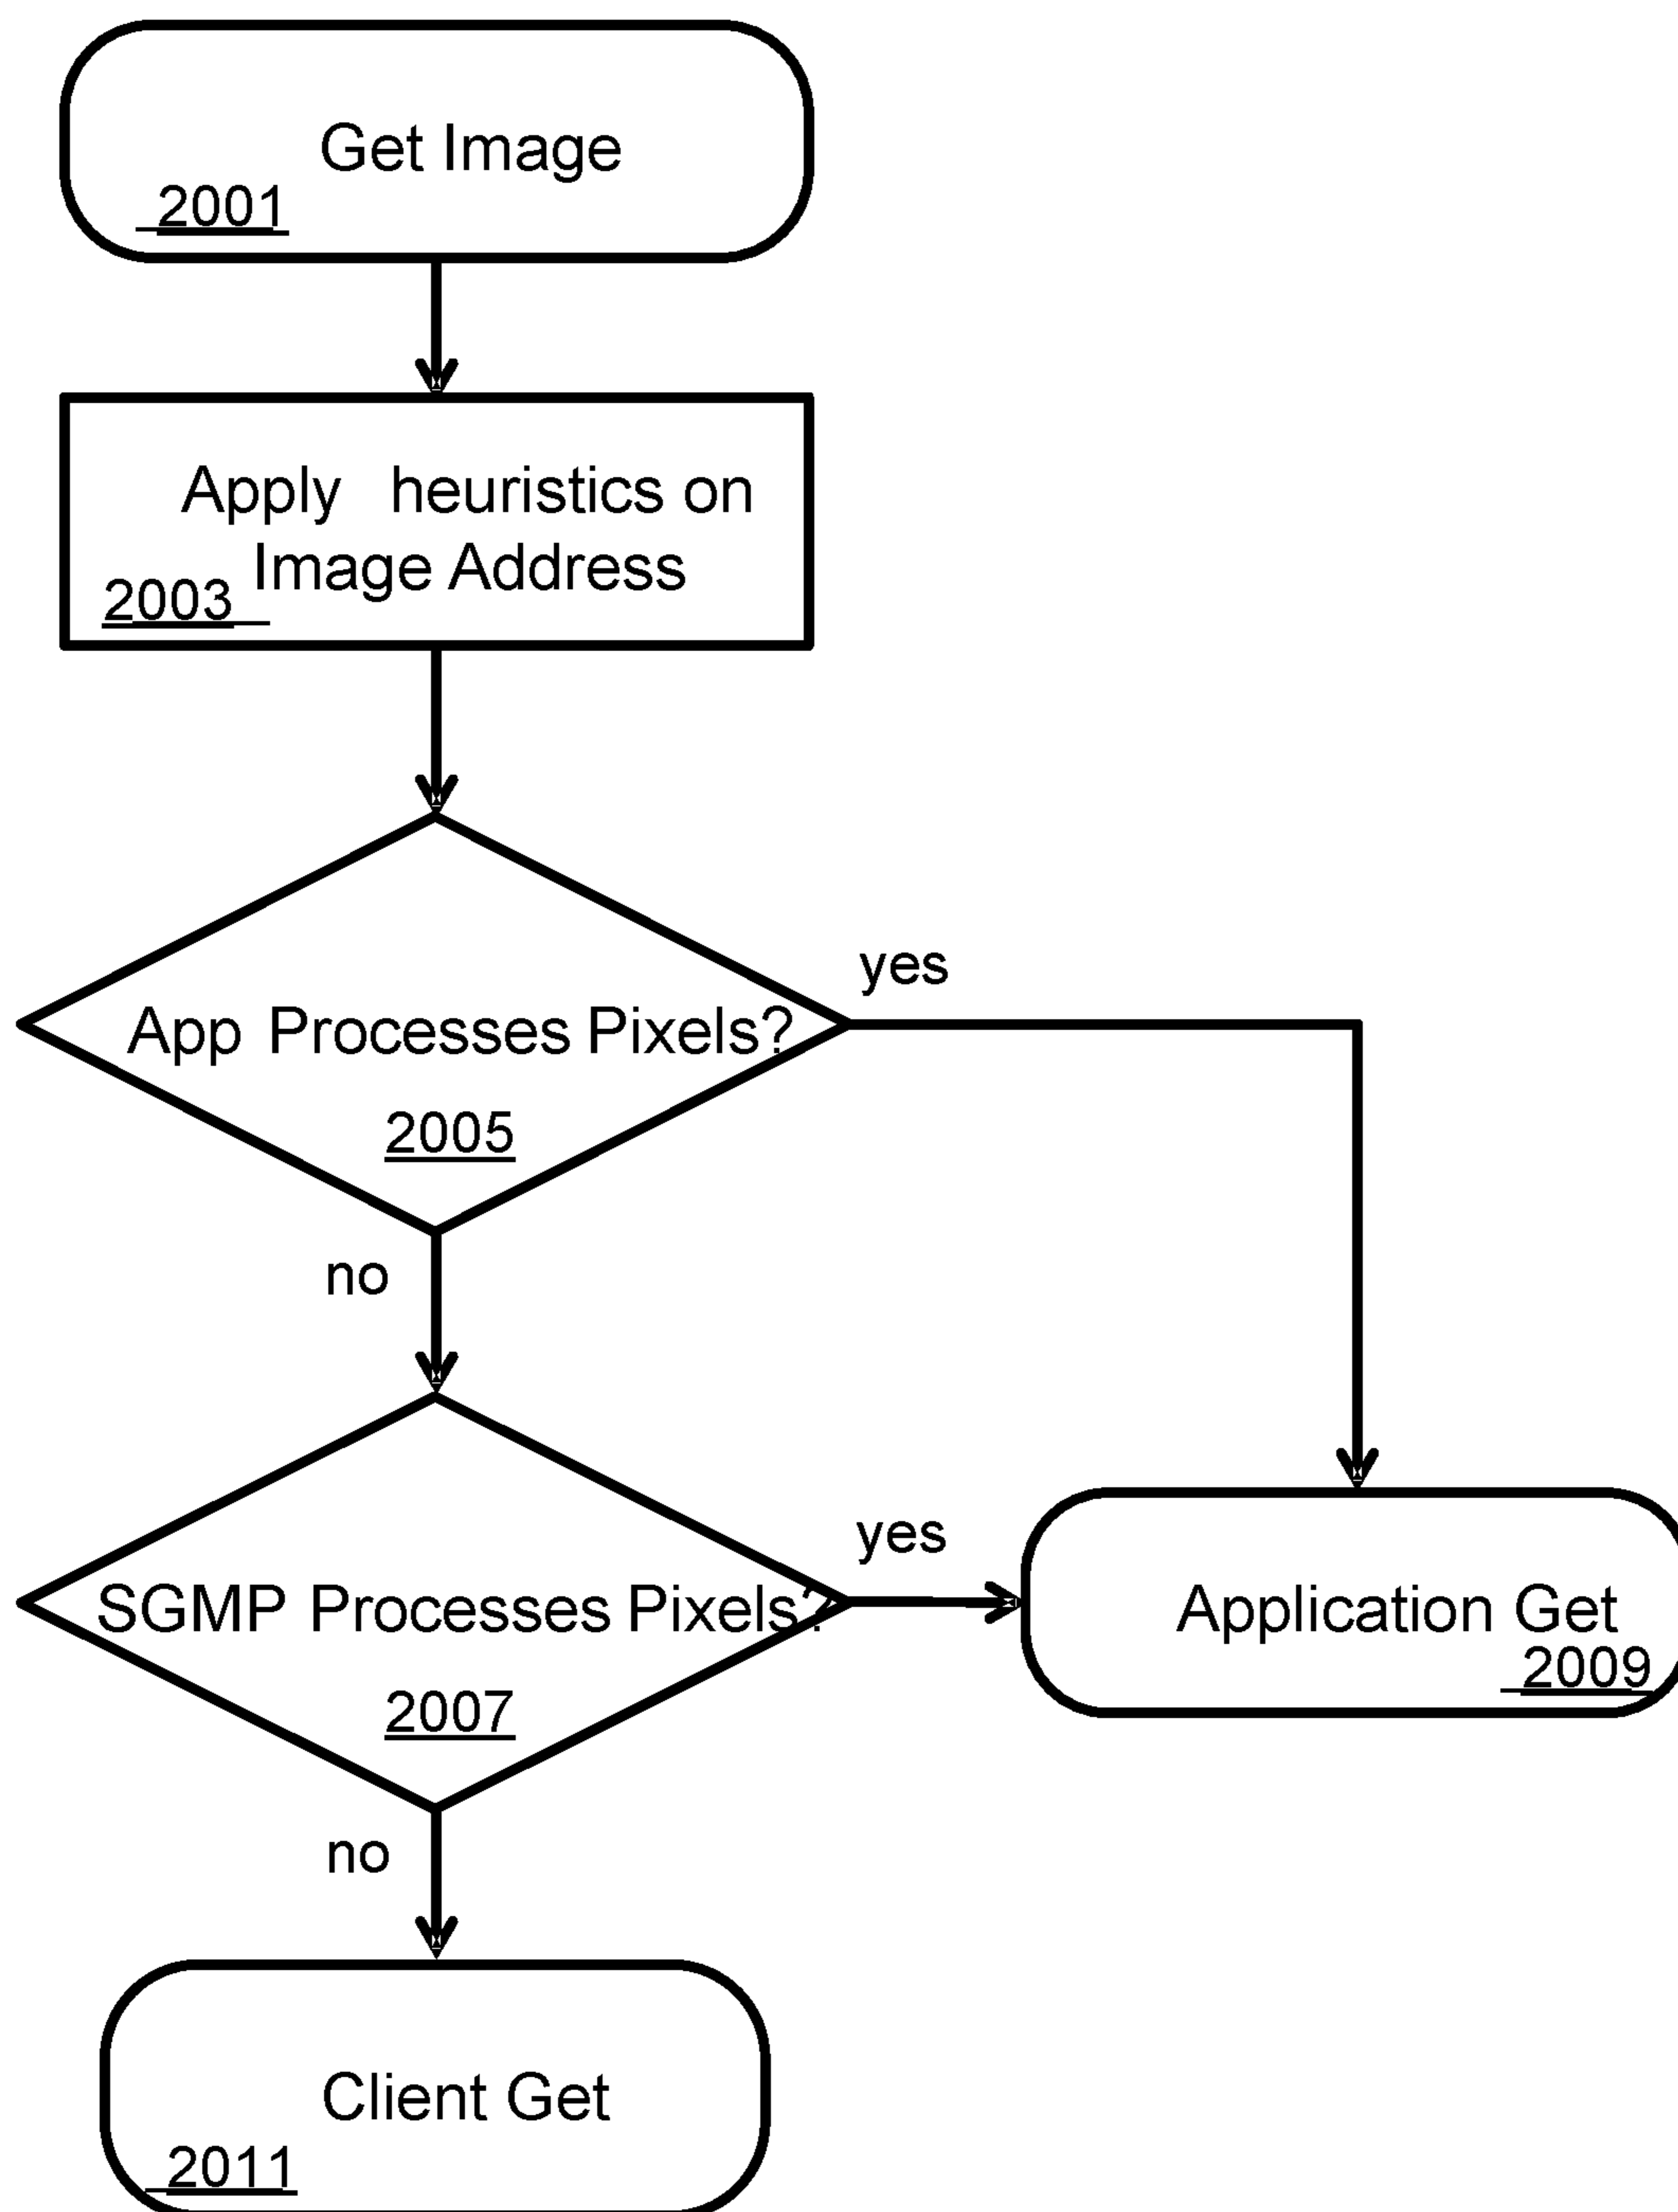 Get Image
2001
Apply heuristics on
Image Address
2003
yes
App Processes Pixels?
2005
no
yes
SGMP Processes Pixels?
2007
Application Get
2009
no
Client Get
2011